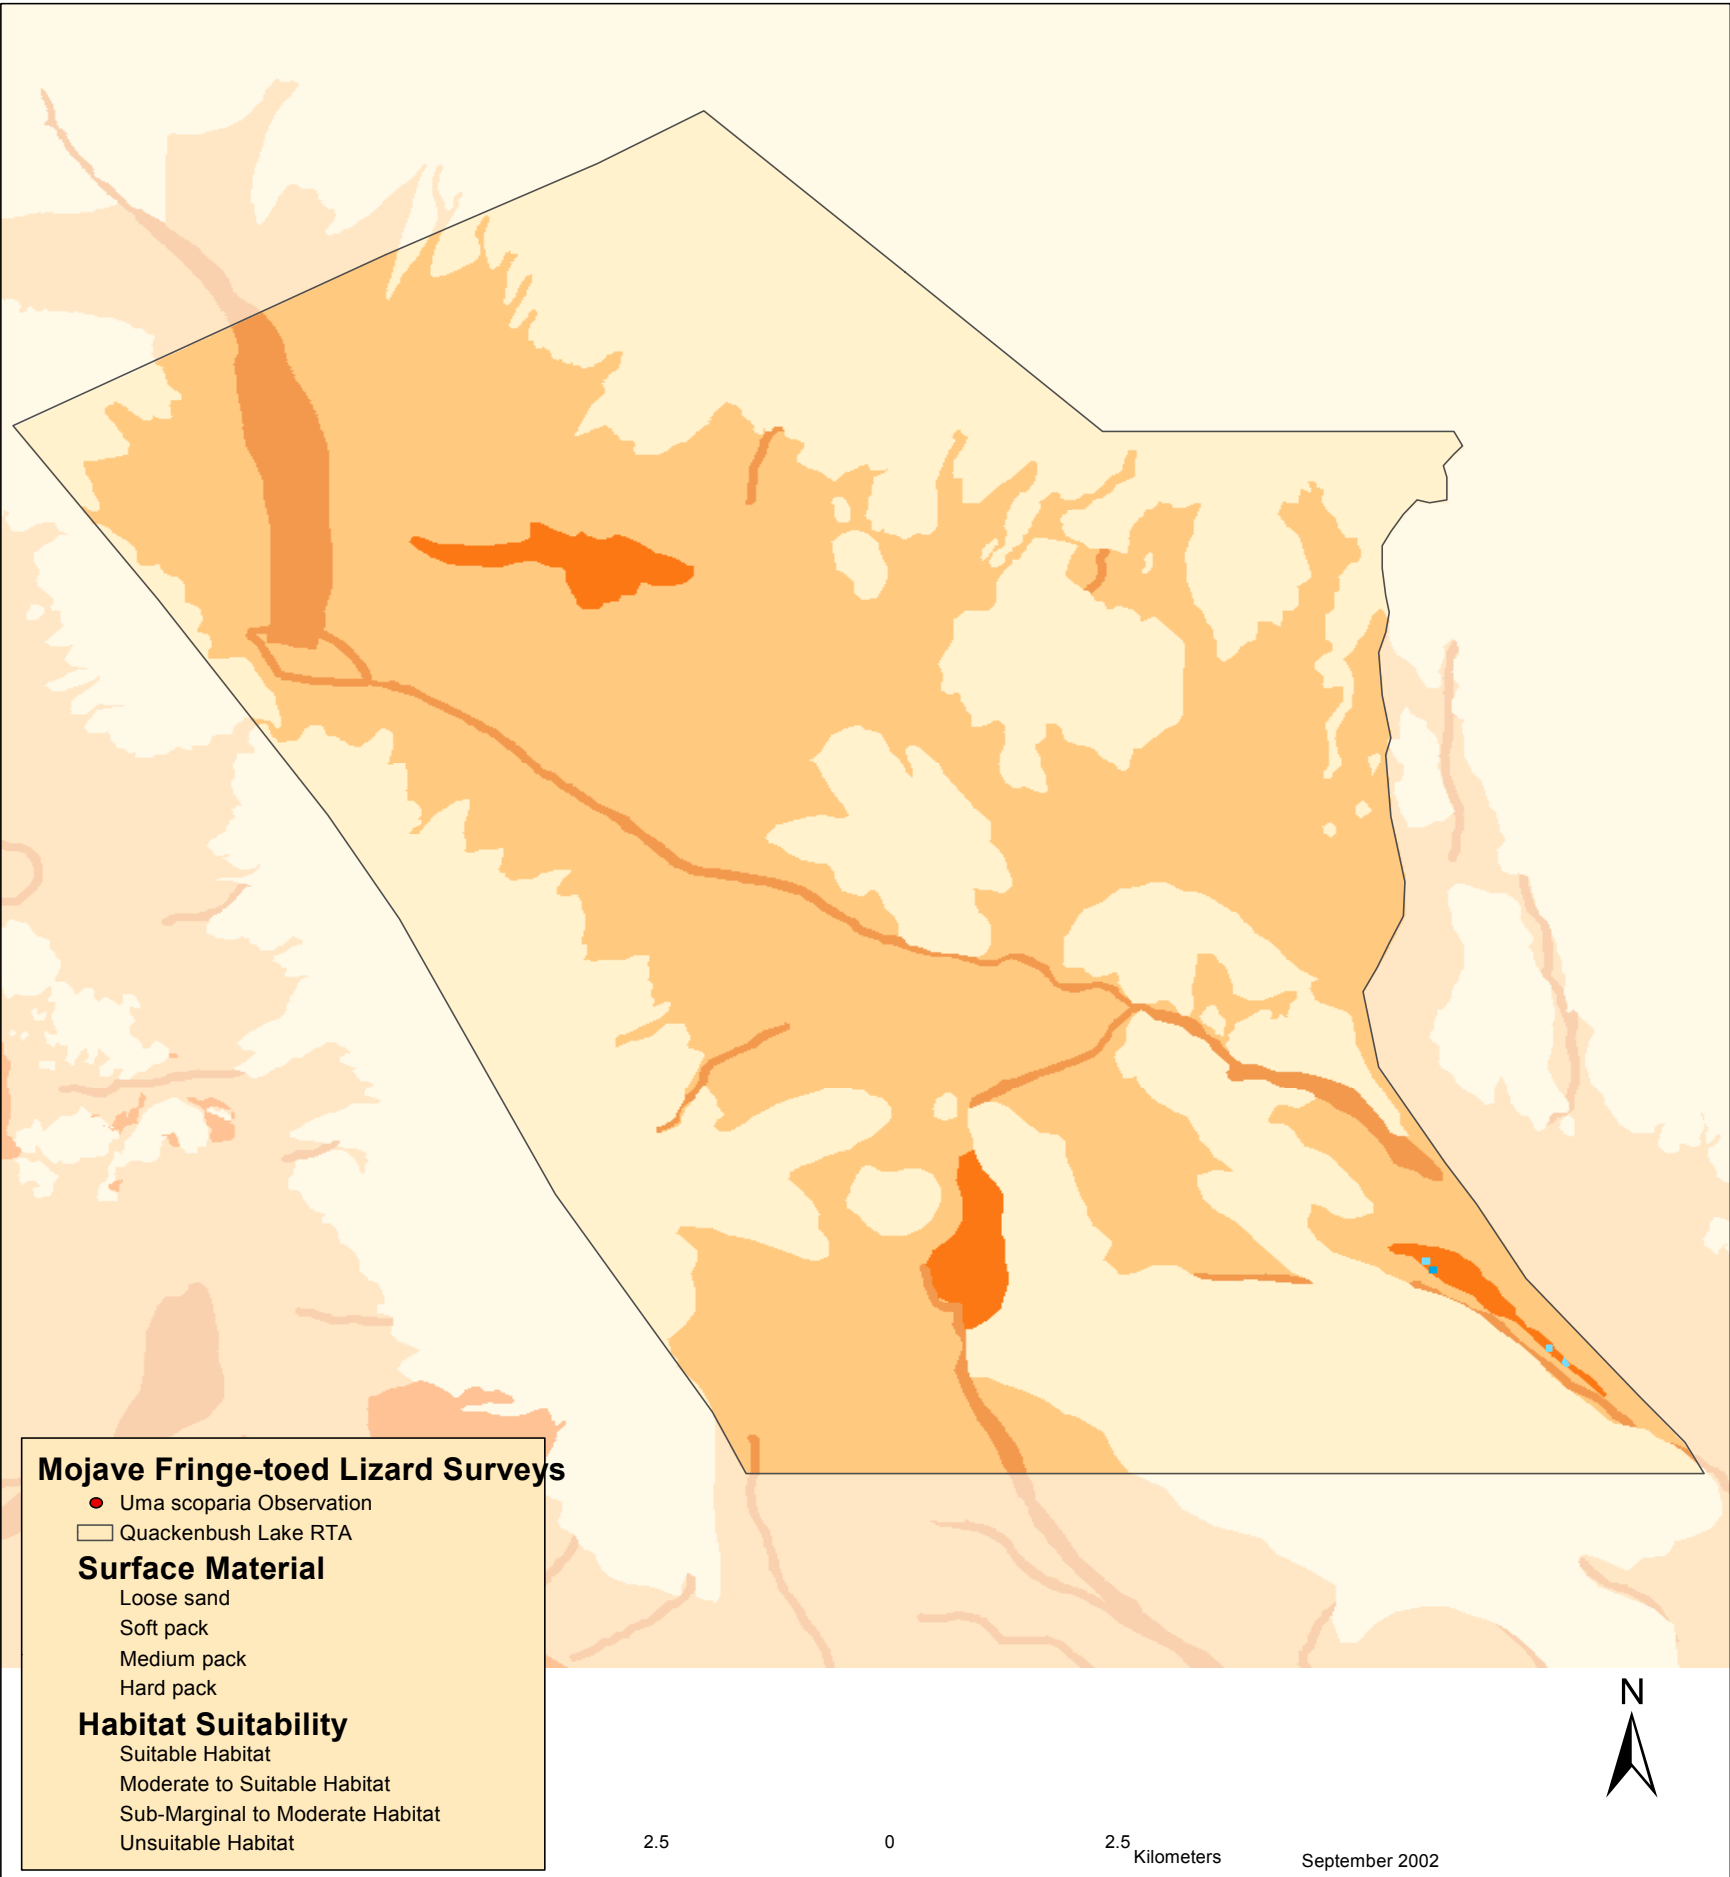 Mojave Fringe-toed Lizard Surveys
Uma scoparia Observation
Quackenbush Lake RTA
Surface Material
Loose sand
Soft pack
Medium pack
Hard pack
Habitat Suitability
Suitable Habitat
Moderate to Suitable Habitat
Sub-Marginal to Moderate Habitat
Unsuitable Habitat
N
2.5 0 2.5 Kilometers
September 2002